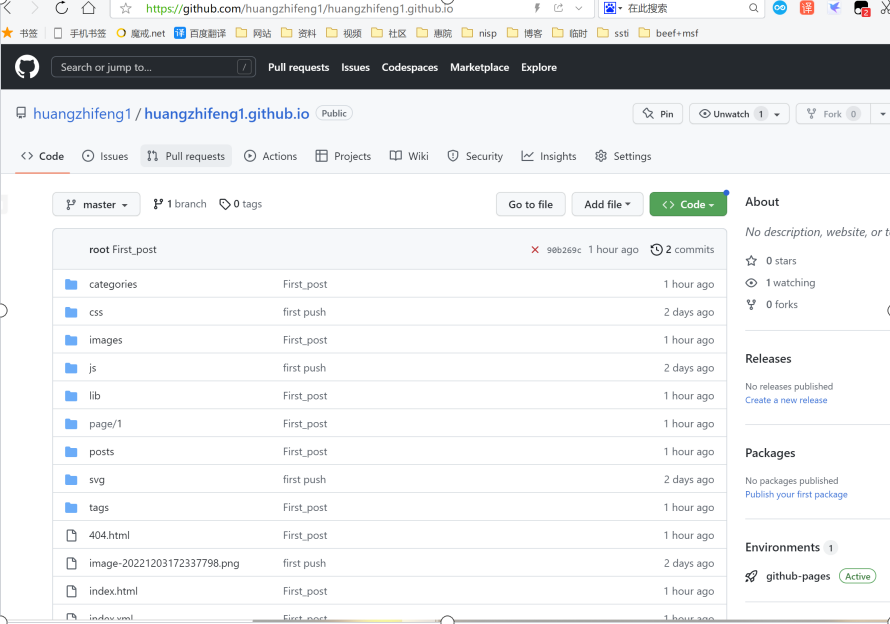 https://github.com/huangzhifeng1/huangzhifeng1.github.io
在此搜索
译
2
书签
手机书签
魔戒.net
译 百度翻译
网站
资料
视频
社区
惠院
nisp
博客
临时
ssti
beef+msf
Search or jump to...
/
Pull requests
Issues
Codespaces
Marketplace
Explore
huangzhifeng1 / huangzhifeng1.github.io
Public
Pin
Unwatch 1
Fork 0
Code
Issues
Pull requests
Actions
Projects
Wiki
Security
Insights
Settings
master
1 branch
0 tags
Go to file
Add file
Code
root First_post
90b269c 1 hour ago
2 commits
categories First_post 1 hour ago
css first push 2 days ago
images First_post 1 hour ago
js first push 2 days ago
lib First_post 1 hour ago
page/1 First_post 1 hour ago
posts First_post 1 hour ago
svg first push 2 days ago
tags First_post 1 hour ago
404.html First_post 1 hour ago
image-20221203172337798.png first push 2 days ago
index.html First_post 1 hour ago
index.xml First_post 1 hour ago
About
No description, website, or t
0 stars
1 watching
0 forks
Releases
No releases published
Create a new release
Packages
No packages published
Publish your first package
Environments 1
github-pages Active